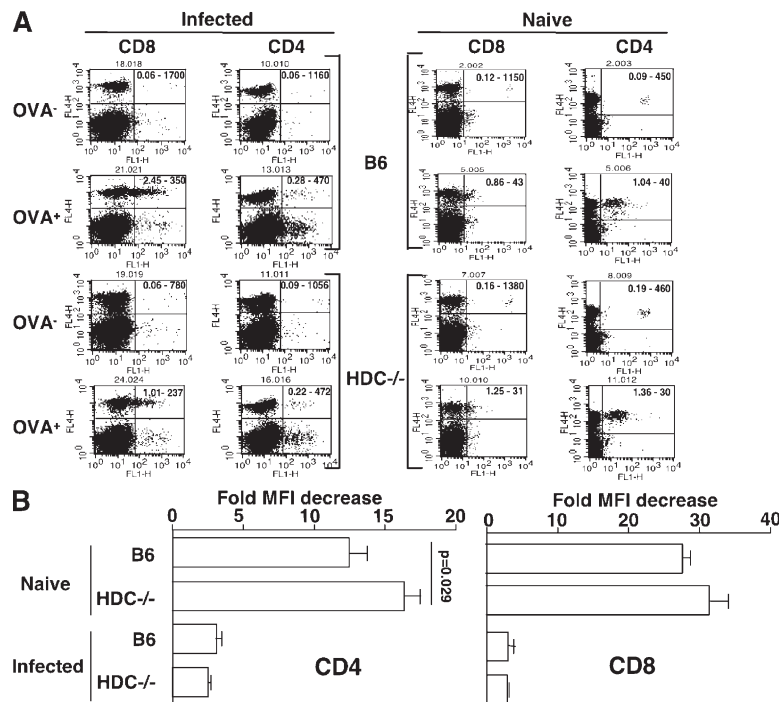 A
Infected
Naive
CD8
CD4
CD8
CD4
18.018
10.010
2.002
2.003
OVA-
0.06 - 1700
0.06 - 1160
0.12 - 1150
0.09 - 450
B6
21.021
13.013
5.005
5.006
OVA+
2.45 - 350
0.28 - 470
0.86 - 43
1.04 - 40
19.019
11.011
7.007
8.009
OVA-
0.06 - 780
0.09 - 1056
0.16 - 1380
0.19 - 460
HDC-/-
24.024
16.016
10.010
11.012
OVA+
1.01 - 237
0.22 - 472
1.25 - 31
1.36 - 30
FL4-H
FL1-H
10⁰ 10¹ 10² 10³ 10⁴
B
Fold MFI decrease
Fold MFI decrease
0 5 10 15 20
0 10 20 30 40
Naive
B6
HDC-/-
p=0.029
Infected
B6
HDC-/-
CD4
CD8